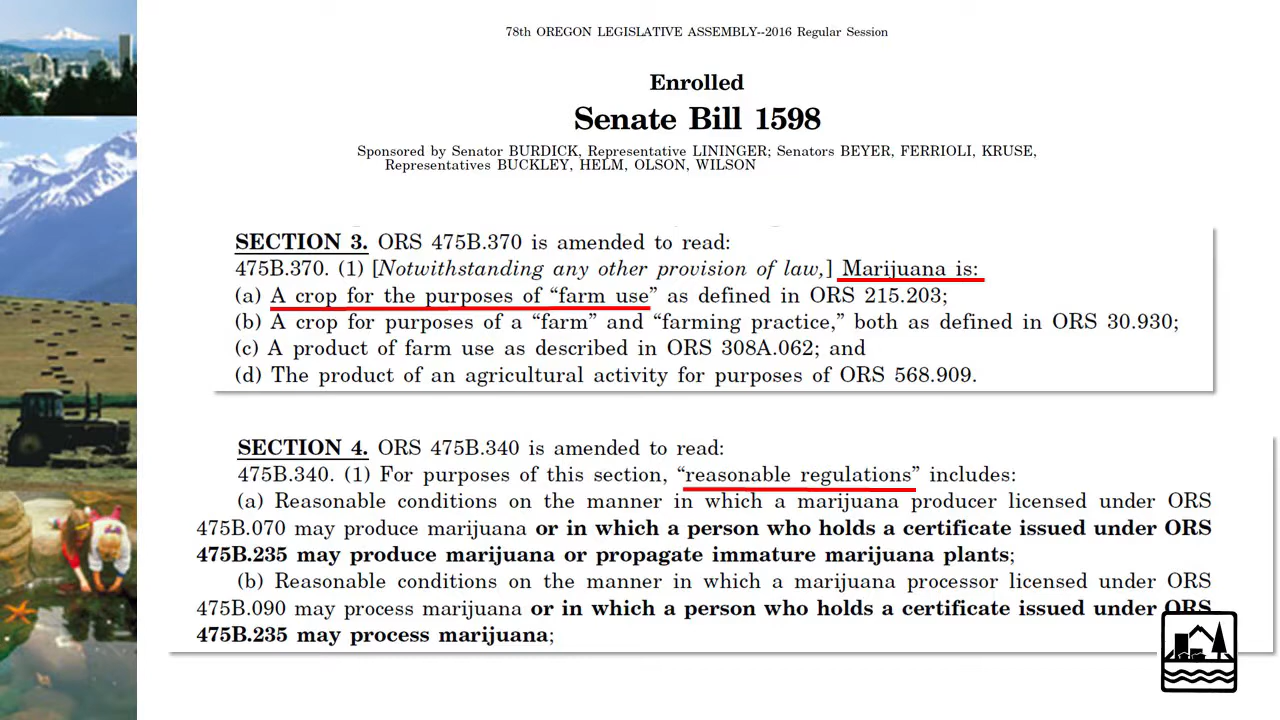 78th OREGON LEGISLATIVE ASSEMBLY--2016 Regular Session
Enrolled
Senate Bill 1598
Sponsored by Senator BURDICK, Representative LININGER; Senators BEYER, FERRIOLI, KRUSE,
Representatives BUCKLEY, HELM, OLSON, WILSON
SECTION 3. ORS 475B.370 is amended to read:
475B.370. (1) [Notwithstanding any other provision of law,] Marijuana is:
(a) A crop for the purposes of “farm use” as defined in ORS 215.203;
(b) A crop for purposes of a “farm” and “farming practice,” both as defined in ORS 30.930;
(c) A product of farm use as described in ORS 308A.062; and
(d) The product of an agricultural activity for purposes of ORS 568.909.
SECTION 4. ORS 475B.340 is amended to read:
475B.340. (1) For purposes of this section, “reasonable regulations” includes:
(a) Reasonable conditions on the manner in which a marijuana producer licensed under ORS
475B.070 may produce marijuana or in which a person who holds a certificate issued under ORS
475B.235 may produce marijuana or propagate immature marijuana plants;
(b) Reasonable conditions on the manner in which a marijuana processor licensed under ORS
475B.090 may process marijuana or in which a person who holds a certificate issued under ORS
475B.235 may process marijuana;